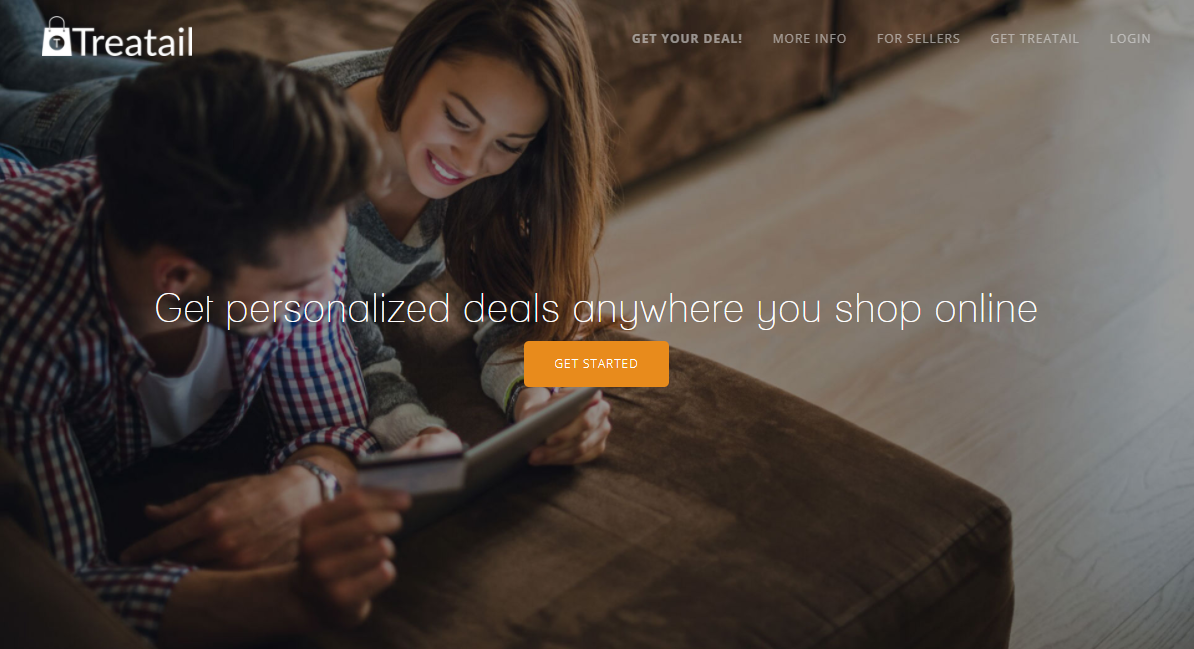 Treatail
GET YOUR DEAL! MORE INFO FOR SELLERS GET TREATAIL LOGIN
Get personalized deals anywhere you shop online
GET STARTED